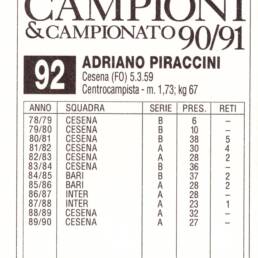 CAMPIONI
& CAMPIONATO 90/91
92 ADRIANO PIRACCINI
Cesena (FO) 5.3.59
Centrocampista - m. 1,73; kg 67
ANNO SQUADRA SERIE PRES. RETI
78/79 CESENA B 6 –
79/80 CESENA B 10 –
80/81 CESENA B 38 5
81/82 CESENA A 30 4
82/83 CESENA A 28 2
83/84 CESENA B 36 –
84/85 BARI B 37 2
85/86 BARI A 28 2
86/87 INTER A 28 –
87/88 INTER A 23 1
88/89 CESENA A 32 –
89/90 CESENA A 27 –